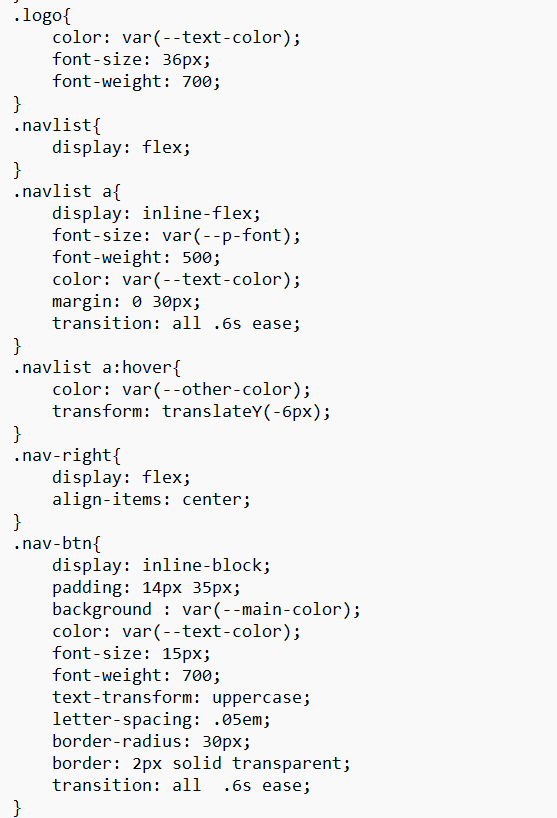 .logo{
    color: var(--text-color);
    font-size: 36px;
    font-weight: 700;
}
.navlist{
    display: flex;
}
.navlist a{
    display: inline-flex;
    font-size: var(--p-font);
    font-weight: 500;
    color: var(--text-color);
    margin: 0 30px;
    transition: all .6s ease;
}
.navlist a:hover{
    color: var(--other-color);
    transform: translateY(-6px);
}
.nav-right{
    display: flex;
    align-items: center;
}
.nav-btn{
    display: inline-block;
    padding: 14px 35px;
    background : var(--main-color);
    color: var(--text-color);
    font-size: 15px;
    font-weight: 700;
    text-transform: uppercase;
    letter-spacing: .05em;
    border-radius: 30px;
    border: 2px solid transparent;
    transition: all  .6s ease;
}